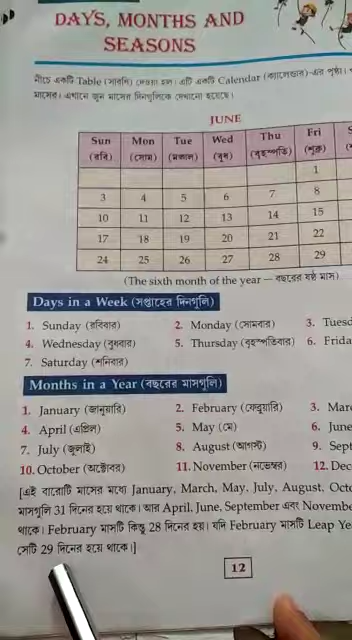 DAYS, MONTHS AND
SEASONS
নীচে একটি Table (সারণি) দেওয়া হল। এটি একটি Calendar (ক্যালেন্ডার)-এর পৃষ্ঠা।
মাসের। এখানে জুন মাসের দিনগুলিকে দেখানো হয়েছে।
JUNE
Sun Mon Tue Wed Thu Fri S
(রবি) (সোম) (মঙ্গল) (বুধ) (বৃহস্পতি) (শুক্র)
1
3 4 5 6 7 8
10 11 12 13 14 15
17 18 19 20 21 22
24 25 26 27 28 29
(The sixth month of the year — বছরের ষষ্ঠ মাস)
Days in a Week (সপ্তাহের দিনগুলি)
1. Sunday (রবিবার) 2. Monday (সোমবার) 3. Tuesd
4. Wednesday (বুধবার) 5. Thursday (বৃহস্পতিবার) 6. Frida
7. Saturday (শনিবার)
Months in a Year (বছরের মাসগুলি)
1. January (জানুয়ারি) 2. February (ফেব্রুয়ারি) 3. Mar
4. April (এপ্রিল) 5. May (মে) 6. June
7. July (জুলাই) 8. August (আগস্ট) 9. Sept
10. October (অক্টোবর) 11. November (নভেম্বর) 12. Dec
[এই বারোটি মাসের মধ্যে January, March, May, July, August, Octo
মাসগুলি 31 দিনের হয়ে থাকে। আর April, June, September এবং Novembe
থাকে। February মাসটি কিন্তু 28 দিনের হয়। যদি February মাসটি Leap Ye
সেটি 29 দিনের হয়ে থাকে।]
12